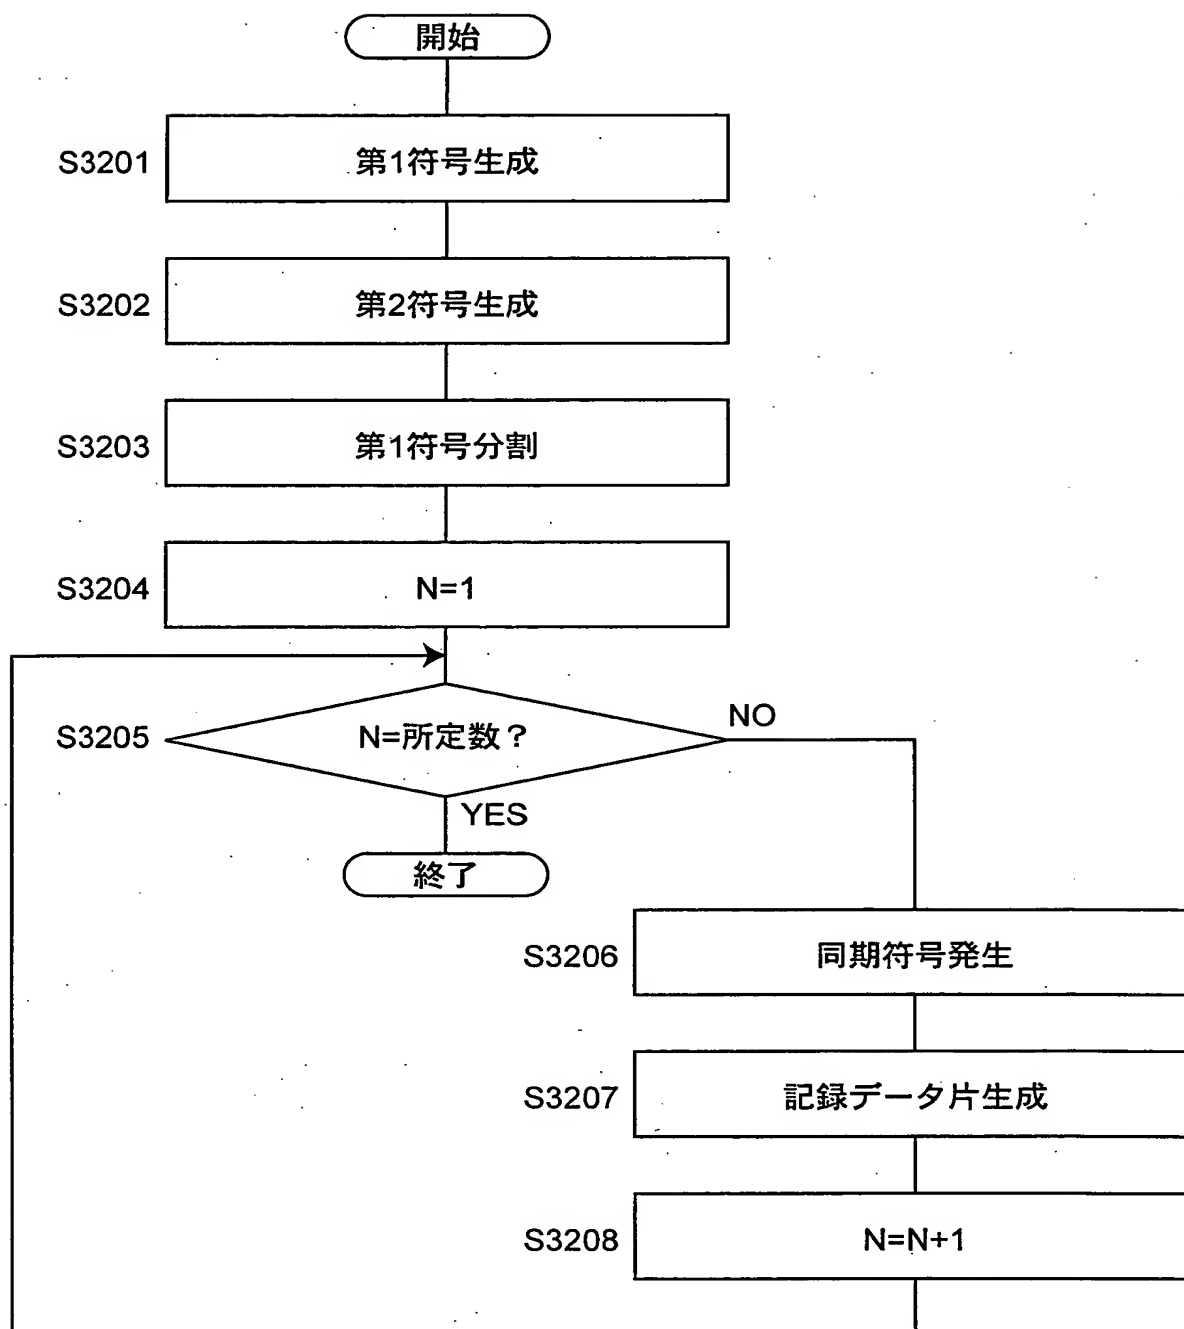 開始
S3201
第1符号生成
S3202
第2符号生成
S3203
第1符号分割
S3204
N=1
S3205
N=所定数？
NO
YES
終了
S3206
同期符号発生
S3207
記録データ片生成
S3208
N=N+1